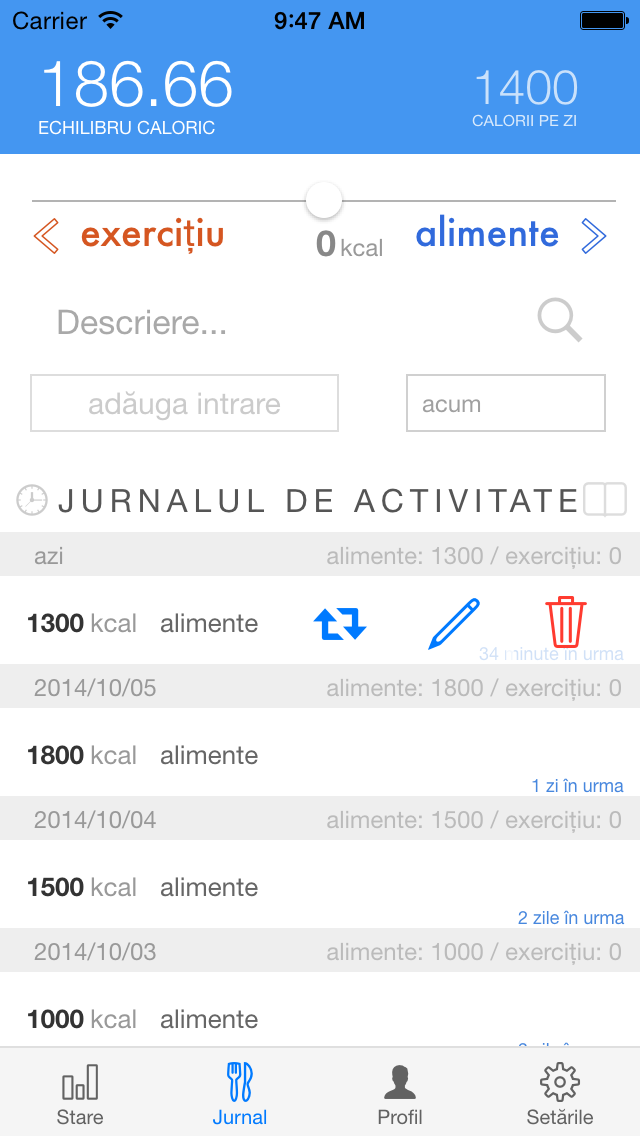 Carrier 9:47 AM
186.66 1400
ECHILIBRU CALORIC CALORII PE ZI
exercițiu 0 kcal alimente
Descriere...
adăuga intrare acum
JURNALUL DE ACTIVITATE
azi alimente: 1300 / exercițiu: 0
1300 kcal alimente
34 minute în urma
2014/10/05 alimente: 1800 / exercițiu: 0
1800 kcal alimente
1 zi în urma
2014/10/04 alimente: 1500 / exercițiu: 0
1500 kcal alimente
2 zile în urma
2014/10/03 alimente: 1000 / exercițiu: 0
1000 kcal alimente
Stare Jurnal Profil Setările